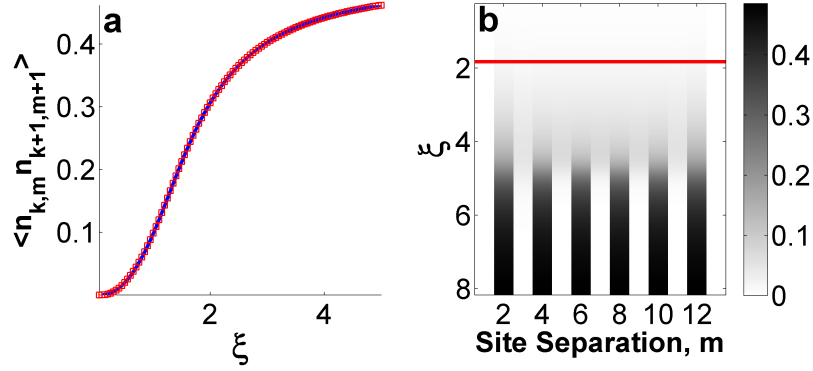 a
0.4
0.3
0.2
0.1
<n_{k,m}n_{k+1,m+1}>
2 4
ξ
b
2
4
6
8
ξ
2 4 6 8 10 12
Site Separation, m
0.4
0.3
0.2
0.1
0